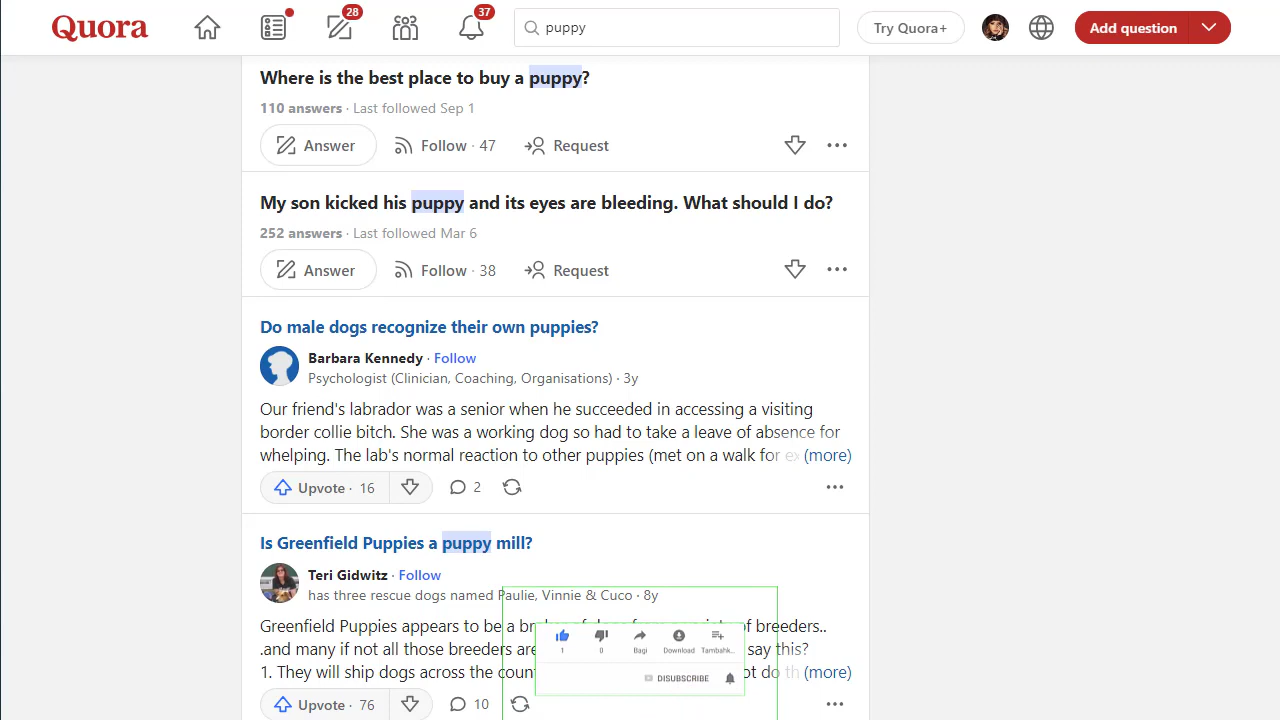 Quora
28
37
puppy
Try Quora+
Add question
Where is the best place to buy a puppy?
110 answers · Last followed Sep 1
Answer
Follow · 47
Request
My son kicked his puppy and its eyes are bleeding. What should I do?
252 answers · Last followed Mar 6
Answer
Follow · 38
Request
Do male dogs recognize their own puppies?
Barbara Kennedy · Follow
Psychologist (Clinician, Coaching, Organisations) · 3y
Our friend's labrador was a senior when he succeeded in accessing a visiting
border collie bitch. She was a working dog so had to take a leave of absence for
whelping. The lab's normal reaction to other puppies (met on a walk for (more)
Upvote · 16
2
Is Greenfield Puppies a puppy mill?
Teri Gidwitz · Follow
has three rescue dogs named Paulie, Vinnie & Cuco · 8y
Greenfield Puppies appears to be a of breeders..
.and many if not all those breeders say this?
1. They will ship dogs across the (more)
1
0
Bagi
Download
Tambahk...
DISUBSCRIBE
Upvote · 76
10